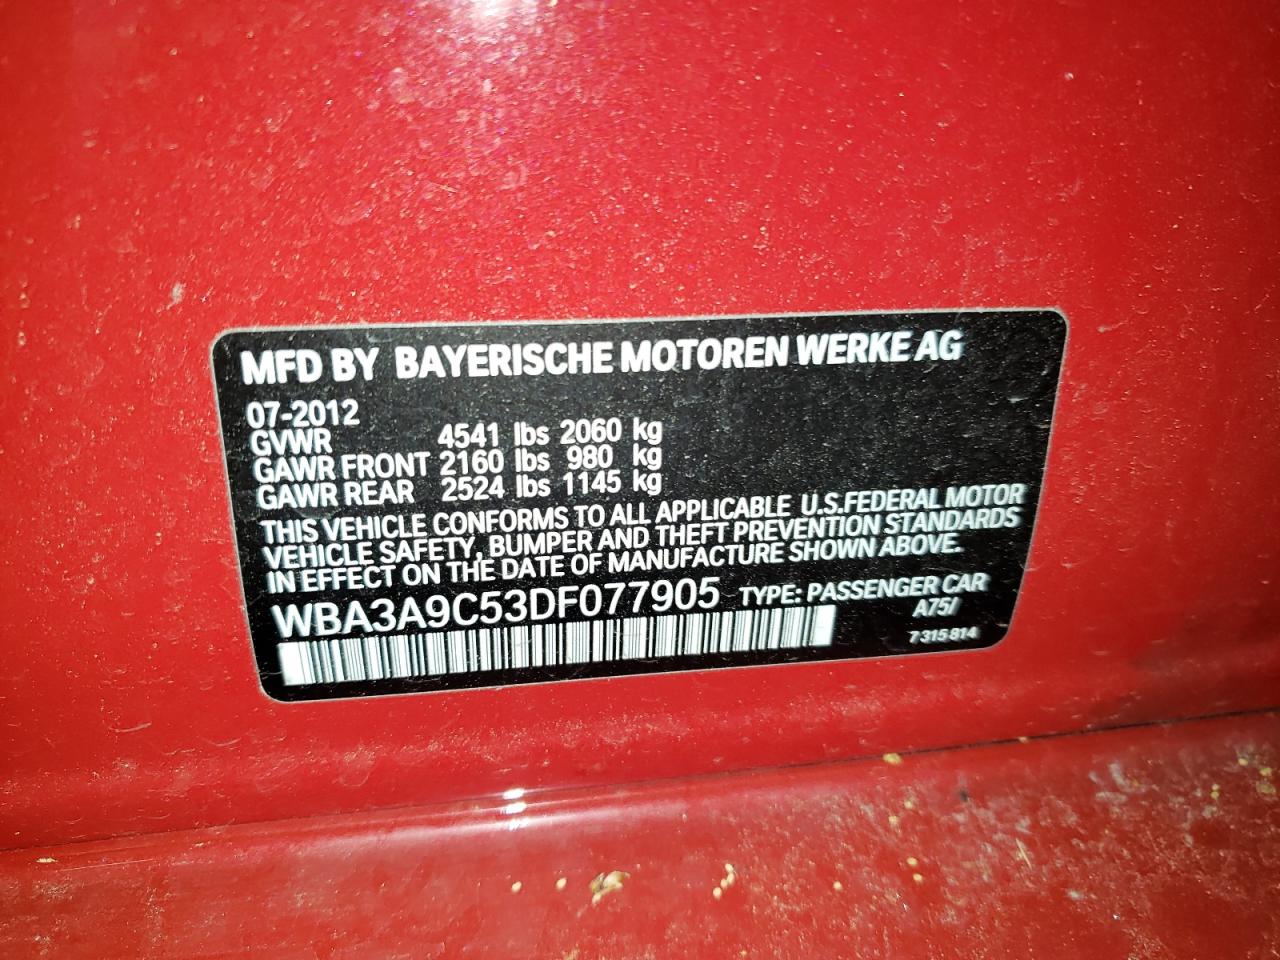 MFD BY BAYERISCHE MOTOREN WERKE AG
07-2012
GVWR 4541 lbs 2060 kg
GAWR FRONT 2160 lbs 980 kg
GAWR REAR 2524 lbs 1145 kg
THIS VEHICLE CONFORMS TO ALL APPLICABLE U.S.FEDERAL MOTOR
VEHICLE SAFETY, BUMPER AND THEFT PREVENTION STANDARDS
IN EFFECT ON THE DATE OF MANUFACTURE SHOWN ABOVE.
WBA3A9C53DF077905 TYPE: PASSENGER CAR
A75/
7 315 814